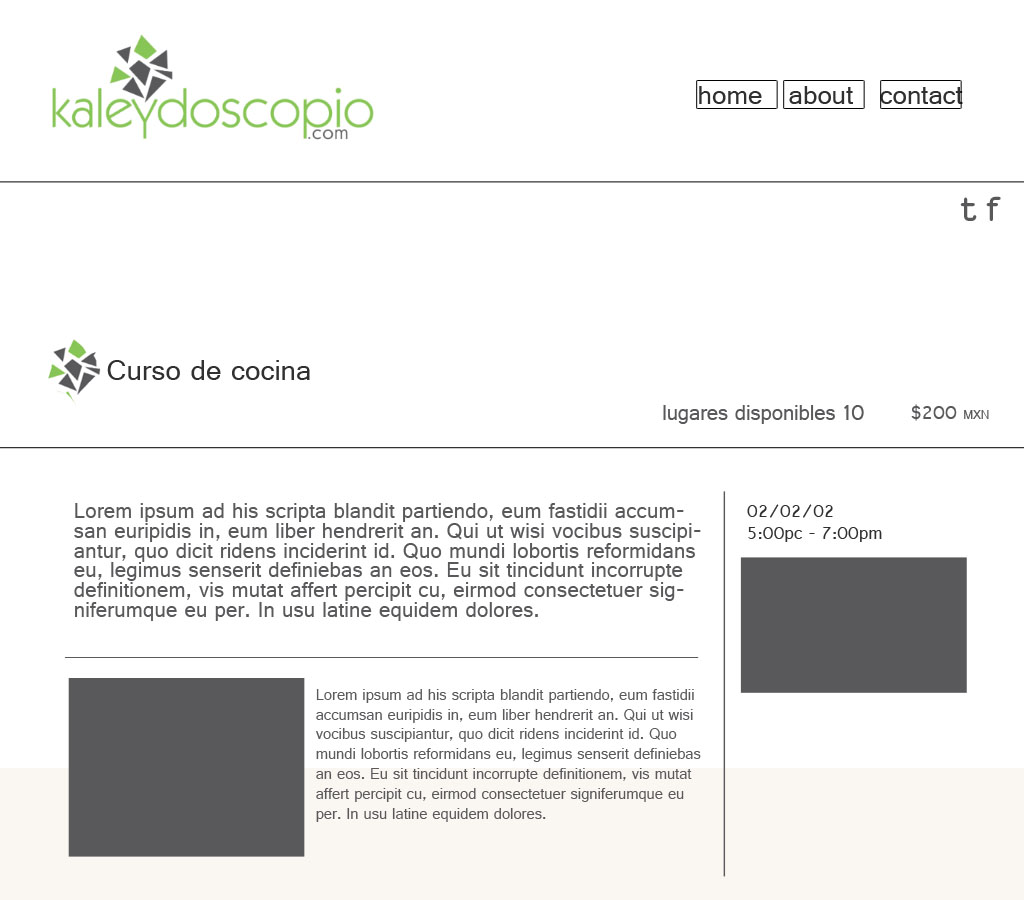 kaleydoscopio
.com
home about contact
t f
Curso de cocina
lugares disponibles 10 $200 MXN
Lorem ipsum ad his scripta blandit partiendo, eum fastidii accum-
san euripidis in, eum liber hendrerit an. Qui ut wisi vocibus suscipi-
antur, quo dicit ridens inciderint id. Quo mundi lobortis reformidans
eu, legimus senserit definiebas an eos. Eu sit tincidunt incorrupte
definitionem, vis mutat affert percipit cu, eirmod consectetuer sig-
niferumque eu per. In usu latine equidem dolores.
02/02/02
5:00pc - 7:00pm
Lorem ipsum ad his scripta blandit partiendo, eum fastidii
accumsan euripidis in, eum liber hendrerit an. Qui ut wisi
vocibus suscipiantur, quo dicit ridens inciderint id. Quo
mundi lobortis reformidans eu, legimus senserit definiebas
an eos. Eu sit tincidunt incorrupte definitionem, vis mutat
affert percipit cu, eirmod consectetuer signiferumque eu
per. In usu latine equidem dolores.